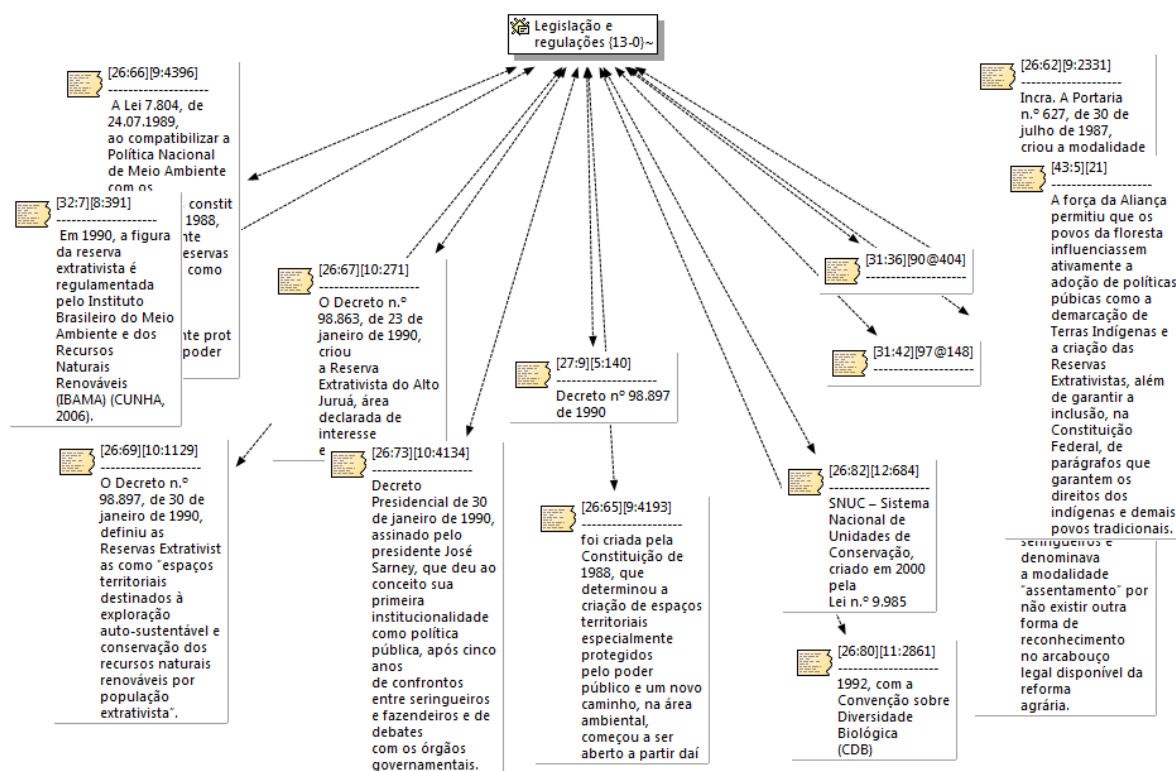 Legislação e
regulações {13-0}~
[26:66][9:4396]
--------------------
A Lei 7.804, de
24.07.1989,
ao compatibilizar a
Política Nacional
de Meio Ambiente
com os
constit
1988,
nte
eservas
como
nte prot
poder
[32:7][8:391]
--------------------
Em 1990, a figura
da reserva
extrativista é
regulamentada
pelo Instituto
Brasileiro do Meio
Ambiente e dos
Recursos
Naturais
Renováveis
(IBAMA) (CUNHA,
2006).
[26:69][10:1129]
--------------------
O Decreto n.º
98.897, de 30 de
janeiro de 1990,
definiu as
Reservas Extrativist
as como "espaços
territoriais
destinados à
exploração
auto-sustentável e
conservação dos
recursos naturais
renováveis por
população
extrativista".
[26:67][10:271]
--------------------
O Decreto n.º
98.863, de 23 de
janeiro de 1990,
criou
a Reserva
Extrativista do Alto
Juruá, área
declarada de
interesse
e
[26:73][10:4134]
--------------------
Decreto
Presidencial de 30
de janeiro de 1990,
assinado pelo
presidente José
Sarney, que deu ao
conceito sua
primeira
institucionalidade
como política
pública, após cinco
anos
de confrontos
entre seringueiros
e fazendeiros e de
debates
com os órgãos
governamentais.
[27:9][5:140]
--------------------
Decreto nº 98.897
de 1990
[26:65][9:4193]
--------------------
foi criada pela
Constituição de
1988, que
determinou a
criação de espaços
territoriais
especialmente
protegidos
pelo poder
público e um novo
caminho, na área
ambiental,
começou a ser
aberto a partir daí
[31:36][90@404]
--------------------
[31:42][97@148]
--------------------
[26:82][12:684]
--------------------
SNUC – Sistema
Nacional de
Unidades de
Conservação,
criado em 2000
pela
Lei n.º 9.985
[26:80][11:2861]
--------------------
1992, com a
Convenção sobre
Diversidade
Biológica
(CDB)
[26:62][9:2331]
--------------------
Incra. A Portaria
n.º 627, de 30 de
julho de 1987,
criou a modalidade
[43:5][21]
--------------------
A força da Aliança
permitiu que os
povos da floresta
influenciassem
ativamente a
adoção de políticas
púbicas como a
demarcação de
Terras Indígenas e
a criação das
Reservas
Extrativistas, além
de garantir a
inclusão, na
Constituição
Federal, de
parágrafos que
garantem os
direitos dos
indígenas e demais
povos tradicionais.
seringueiros e
denominava
a modalidade
"assentamento" por
não existir outra
forma de
reconhecimento
no arcabouço
legal disponível da
reforma
agrária.